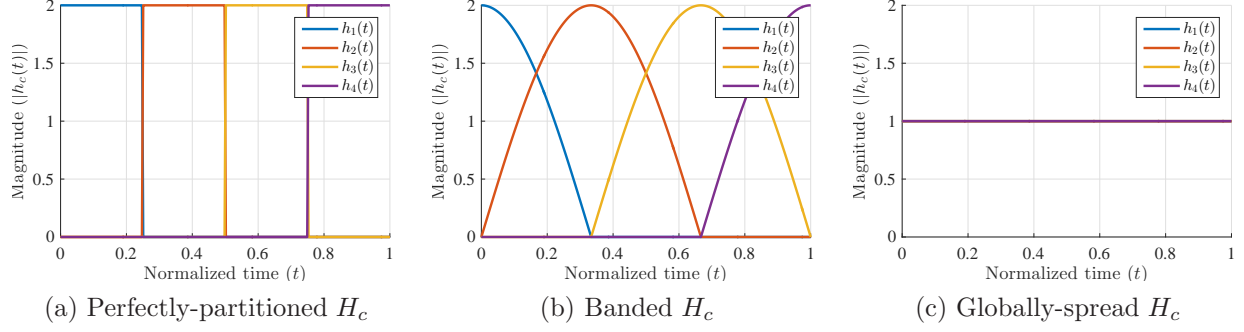 2
1.5
1
0.5
0
Magnitude (|h_c(t)|)
h_1(t)
h_2(t)
h_3(t)
h_4(t)
0 0.2 0.4 0.6 0.8 1
Normalized time (t)
(a) Perfectly-partitioned H_c
2
1.5
1
0.5
0
Magnitude (|h_c(t)|)
h_1(t)
h_2(t)
h_3(t)
h_4(t)
0 0.2 0.4 0.6 0.8 1
Normalized time (t)
(b) Banded H_c
2
1.5
1
0.5
0
Magnitude (|h_c(t)|)
h_1(t)
h_2(t)
h_3(t)
h_4(t)
0 0.2 0.4 0.6 0.8 1
Normalized time (t)
(c) Globally-spread H_c